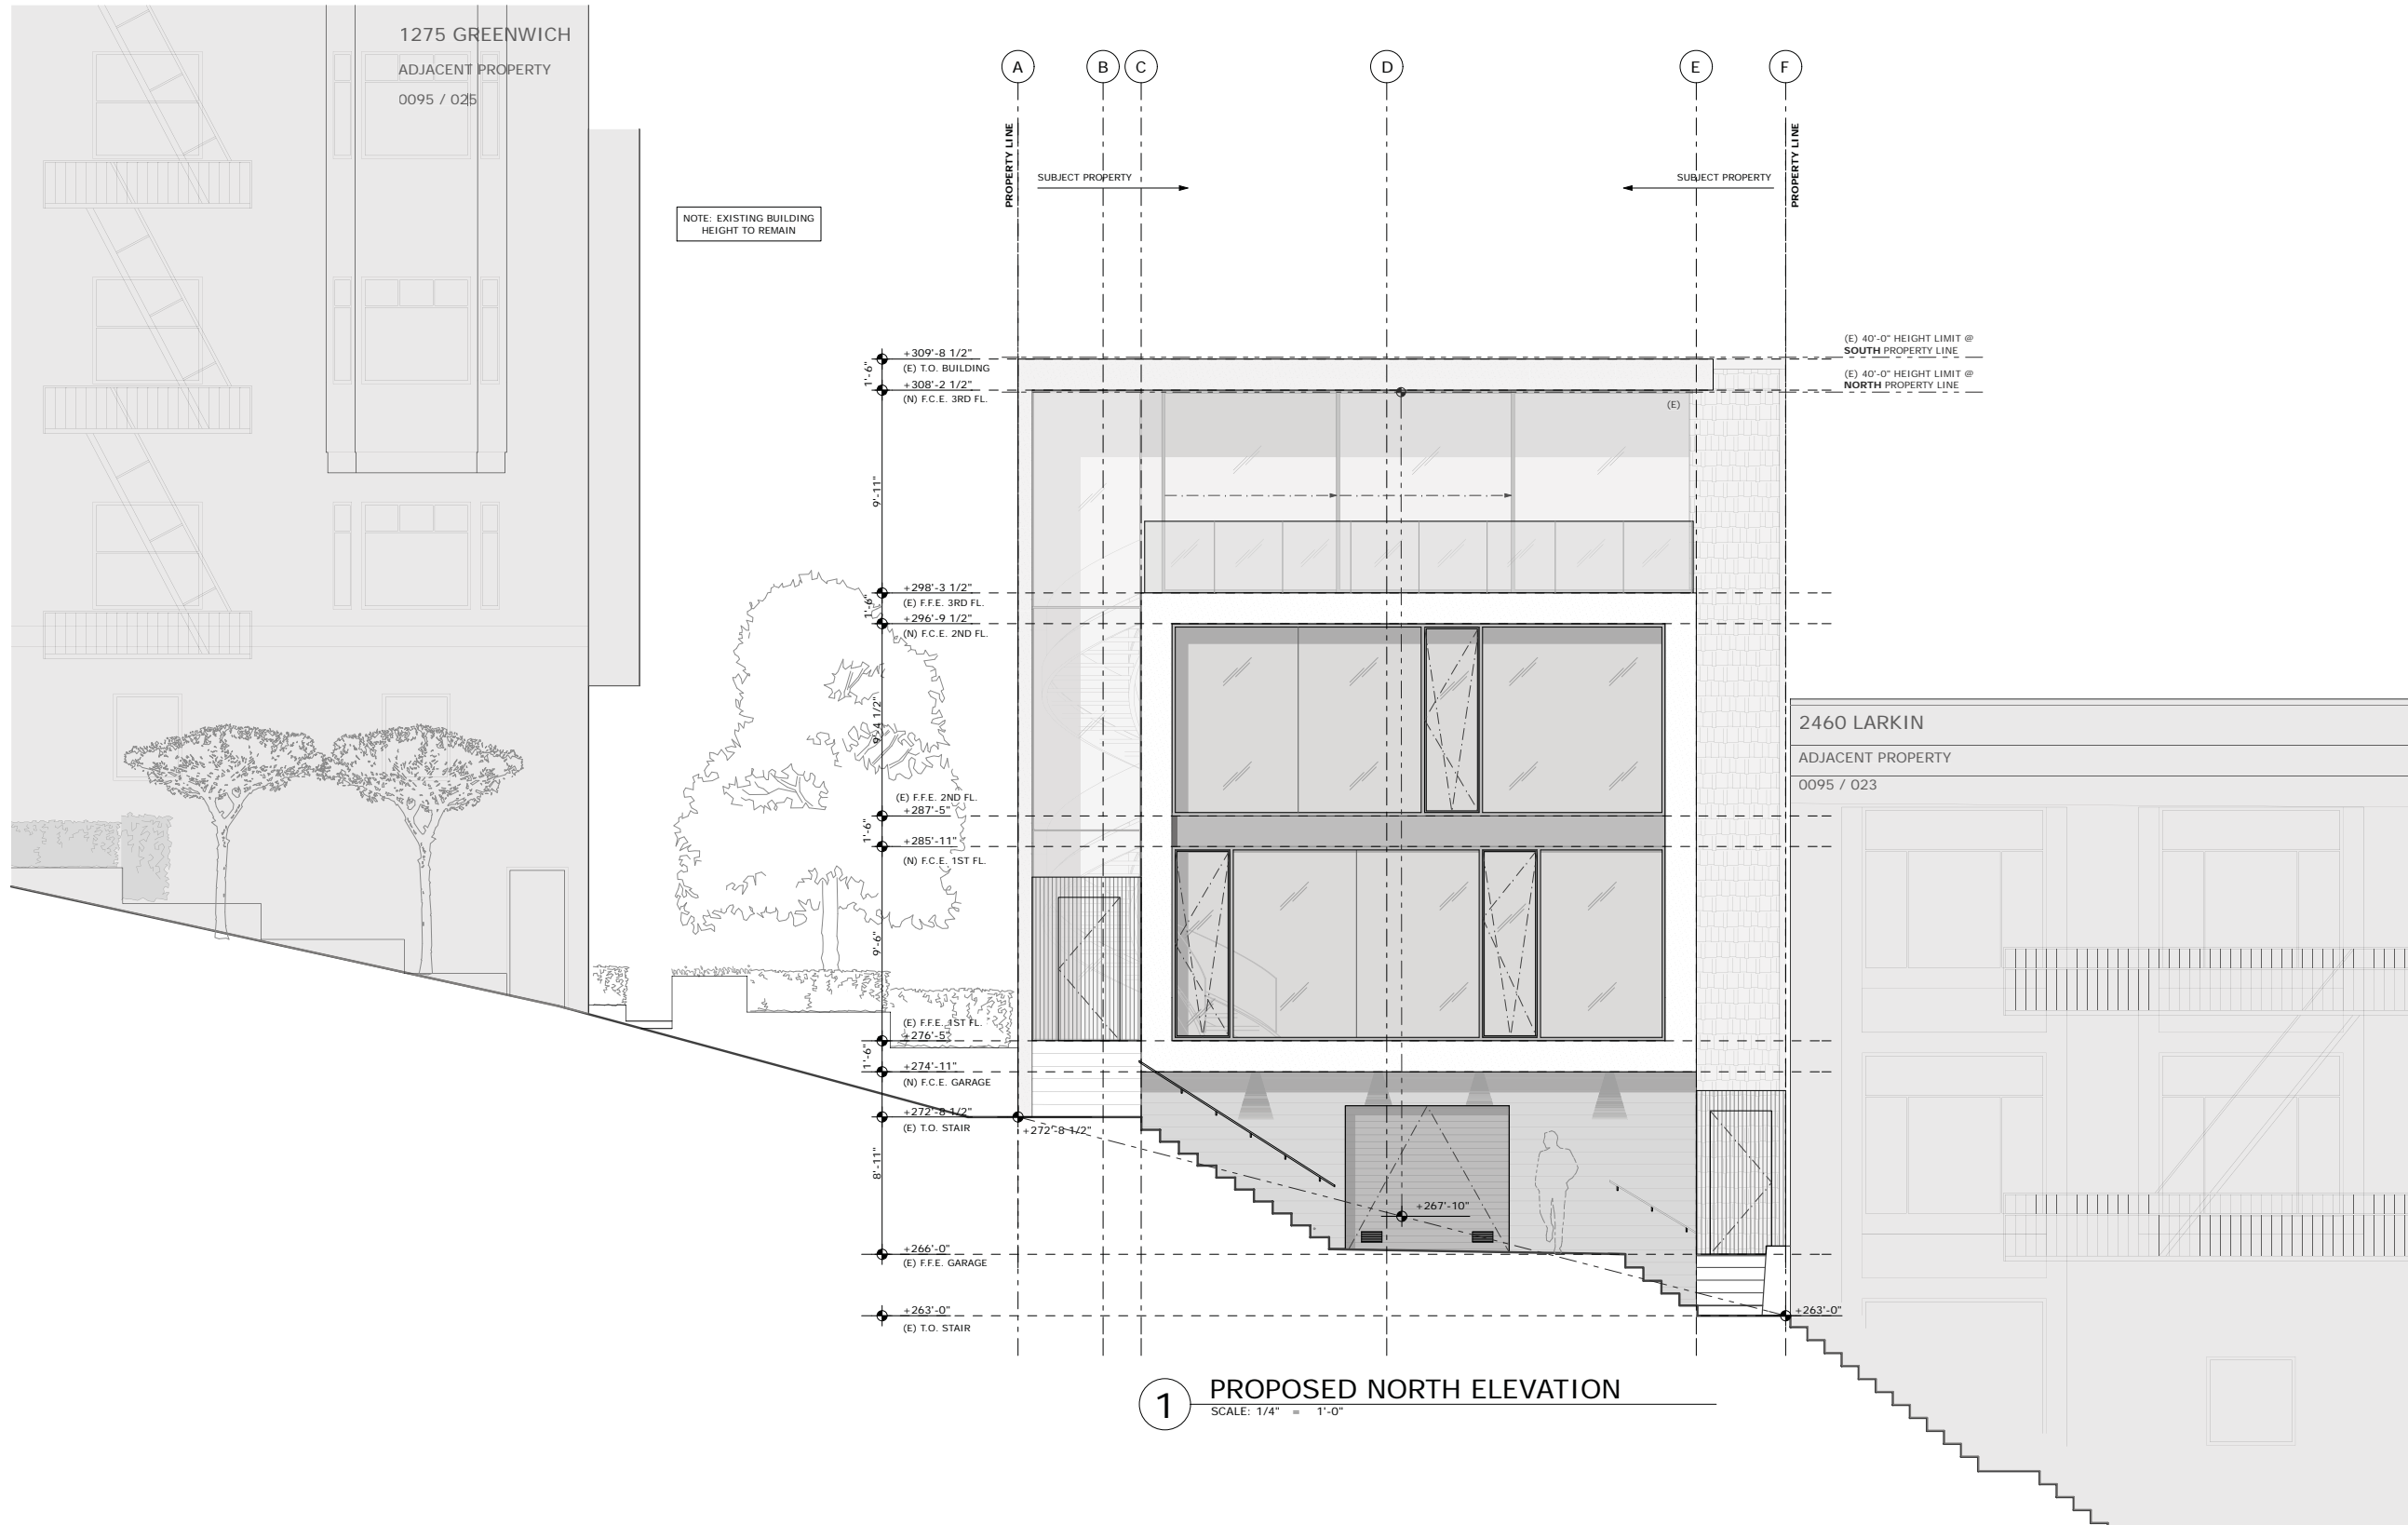 1275 GREENWICH
ADJACENT PROPERTY
0095 / 025
A
B
C
D
E
F
PROPERTY LINE
PROPERTY LINE
SUBJECT PROPERTY
SUBJECT PROPERTY
NOTE: EXISTING BUILDING
HEIGHT TO REMAIN
(E) 40'-0" HEIGHT LIMIT @
SOUTH PROPERTY LINE
(E) 40'-0" HEIGHT LIMIT @
NORTH PROPERTY LINE
+309'-8 1/2"
(E) T.O. BUILDING
1'-6"
+308'-2 1/2"
(N) F.C.E. 3RD FL.
(E)
9'-11"
+298'-3 1/2"
(E) F.F.E. 3RD FL.
1'-6"
+296'-9 1/2"
(N) F.C.E. 2ND FL.
9'-4 1/2"
(E) F.F.E. 2ND FL.
+287'-5"
1'-6"
+285'-11"
(N) F.C.E. 1ST FL.
9'-6"
(E) F.F.E. 1ST FL.
+276'-5"
1'-6"
+274'-11"
(N) F.C.E. GARAGE
+272'-8 1/2"
(E) T.O. STAIR
+272'-8 1/2"
8'-11"
+267'-10"
+266'-0"
(E) F.F.E. GARAGE
+263'-0"
(E) T.O. STAIR
+263'-0"
2460 LARKIN
ADJACENT PROPERTY
0095 / 023
1
PROPOSED NORTH ELEVATION
SCALE: 1/4" = 1'-0"